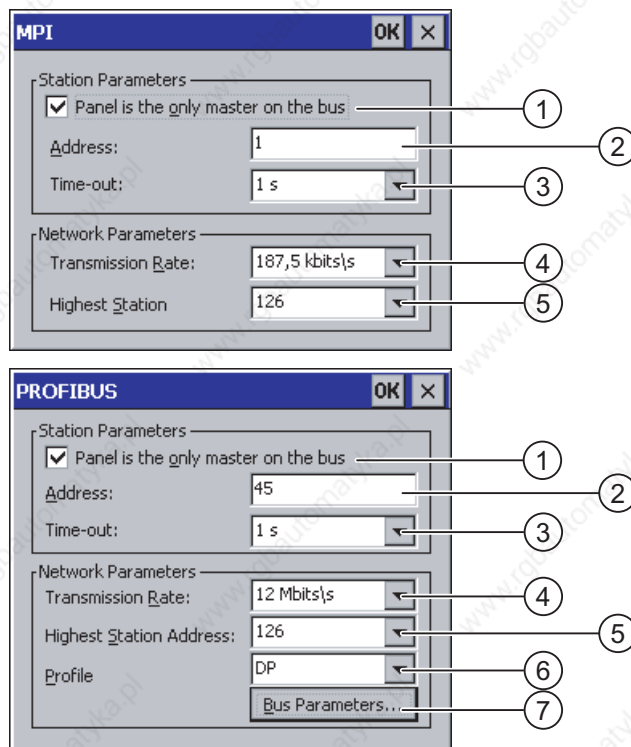 MPI OK ×
Station Parameters
Panel is the only master on the bus 1
Address: 1 2
Time-out: 1 s 3
Network Parameters
Transmission Rate: 187,5 kbits\s 4
Highest Station 126 5
PROFIBUS OK ×
Station Parameters
Panel is the only master on the bus 1
Address: 45 2
Time-out: 1 s 3
Network Parameters
Transmission Rate: 12 Mbits\s 4
Highest Station Address: 126 5
Profile DP 6
Bus Parameters... 7
www.rgbautomatyka.pl